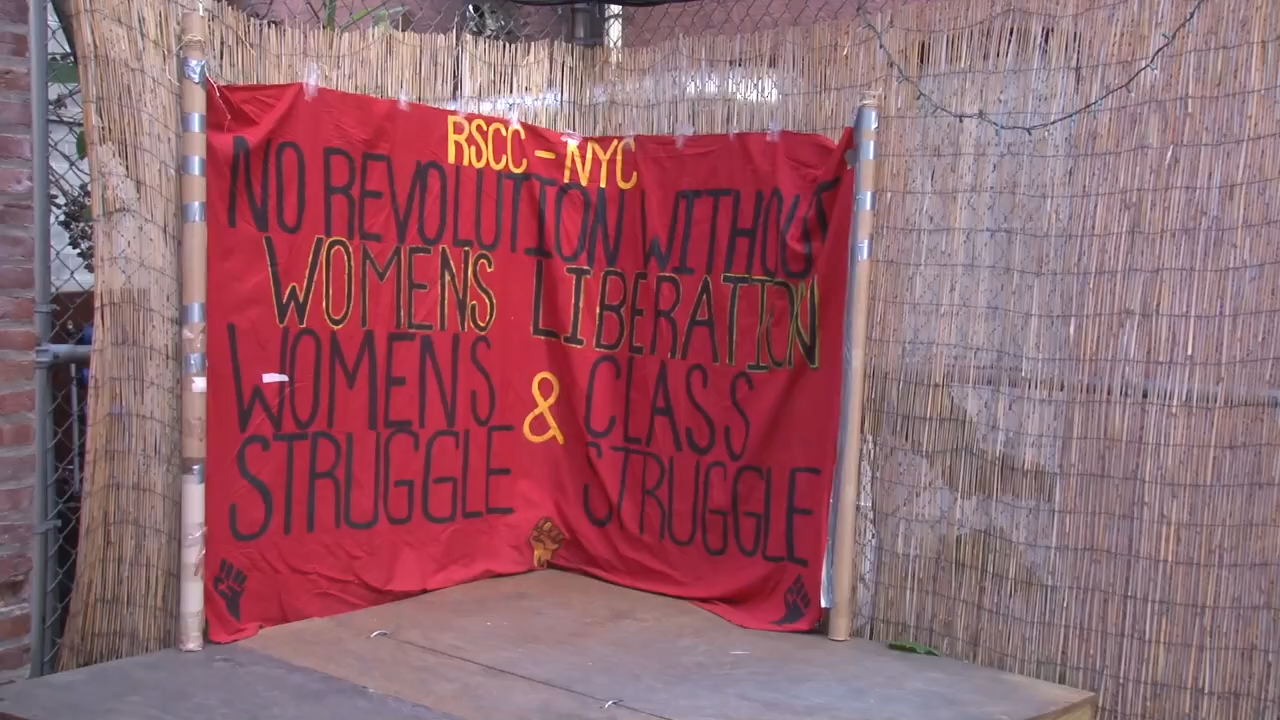 RSCC - NYC
NO REVOLUTION WITHOUT
WOMENS LIBERATION
WOMENS & CLASS
STRUGGLE STRUGGLE